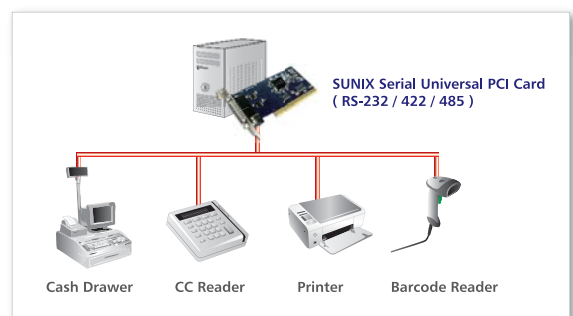 SUNIX Serial Universal PCI Card
( RS-232 / 422 / 485 )
Cash Drawer
CC Reader
Printer
Barcode Reader